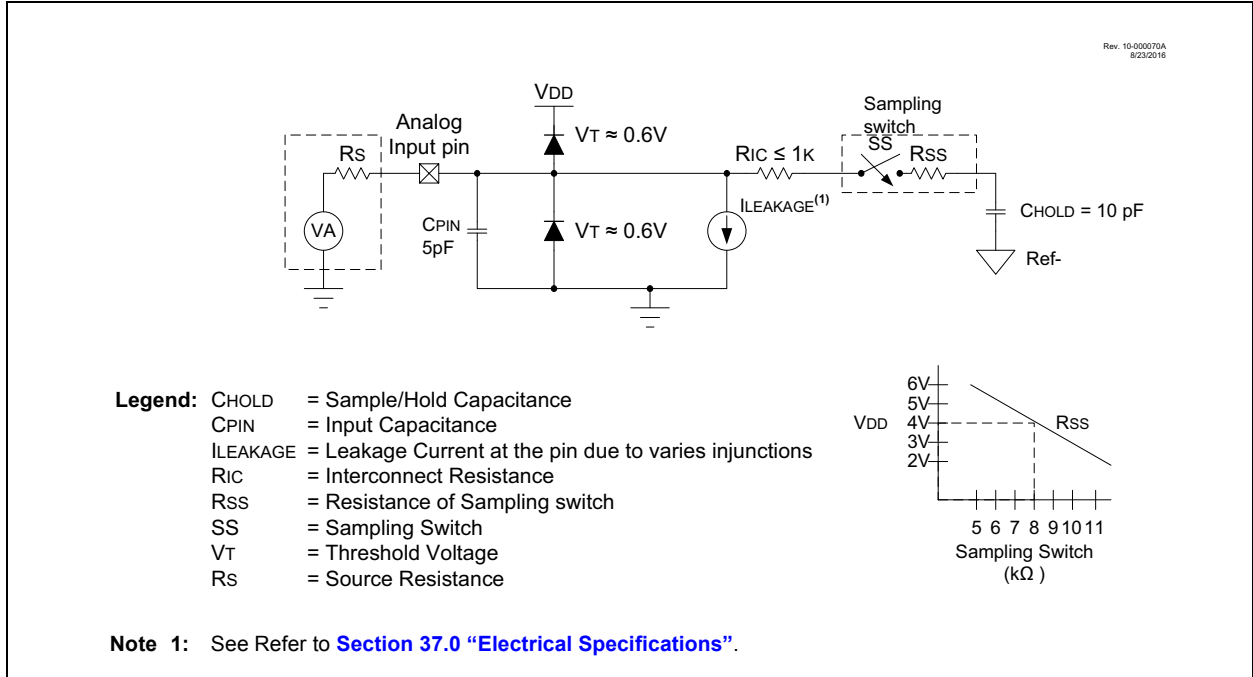 Rev. 10-000070A
8/23/2016
VDD
Sampling
switch
Analog
Input pin
VT ≈ 0.6V
RS
RIC ≤ 1K
SS
RSS
ILEAKAGE(1)
CHOLD = 10 pF
VA
CPIN
5pF
VT ≈ 0.6V
Ref-
Legend: CHOLD = Sample/Hold Capacitance
CPIN = Input Capacitance
ILEAKAGE = Leakage Current at the pin due to varies injunctions
RIC = Interconnect Resistance
RSS = Resistance of Sampling switch
SS = Sampling Switch
VT = Threshold Voltage
RS = Source Resistance
6V
5V
VDD 4V RSS
3V
2V
5 6 7 8 9 10 11
Sampling Switch
(kΩ )
Note 1: See Refer to Section 37.0 “Electrical Specifications”.